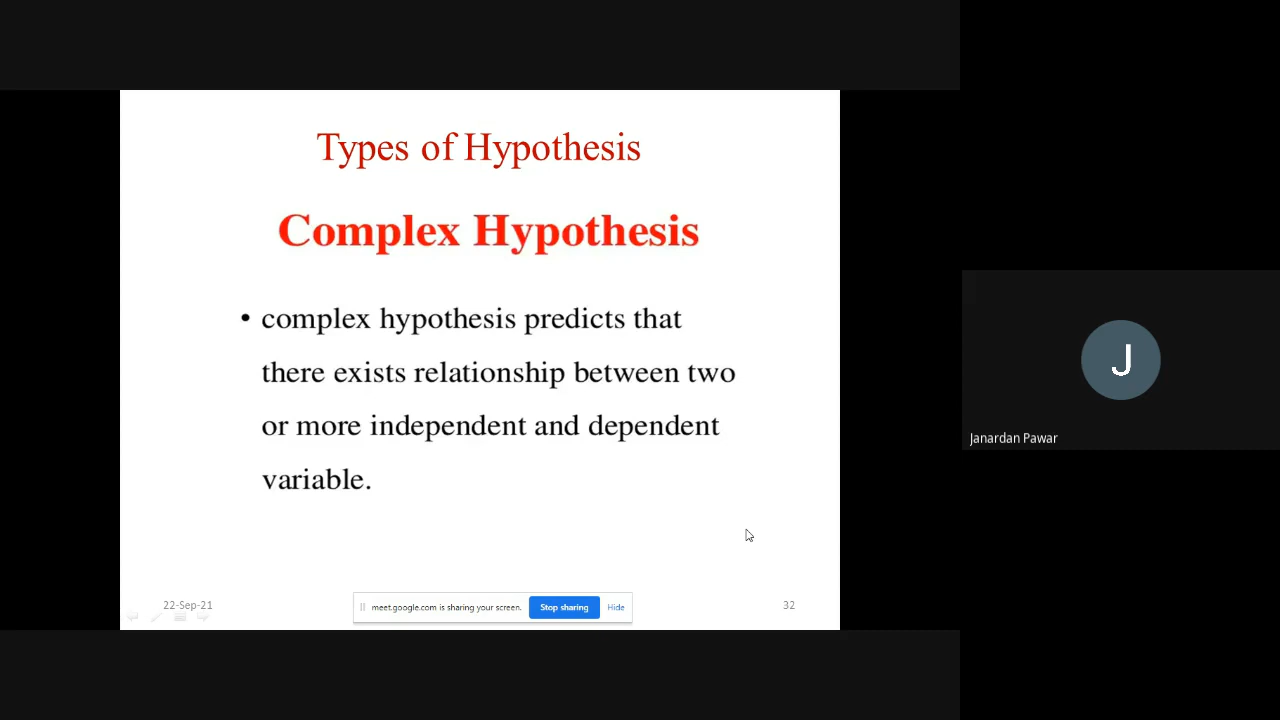 Types of Hypothesis
Complex Hypothesis
• complex hypothesis predicts that
there exists relationship between two
or more independent and dependent
variable.
22-Sep-21
meet.google.com is sharing your screen.
Stop sharing
Hide
32
J
Janardan Pawar